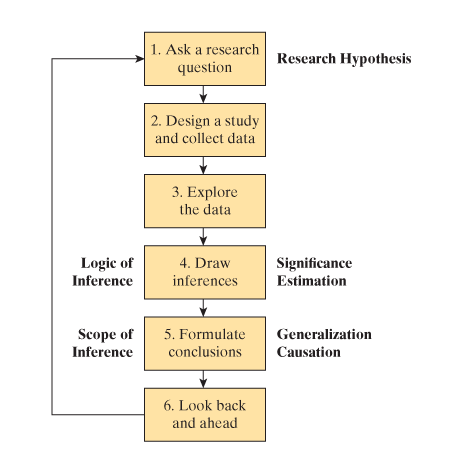 1. Ask a research
question
Research Hypothesis
2. Design a study
and collect data
3. Explore
the data
Logic of
Inference
4. Draw
inferences
Significance
Estimation
Scope of
Inference
5. Formulate
conclusions
Generalization
Causation
6. Look back
and ahead